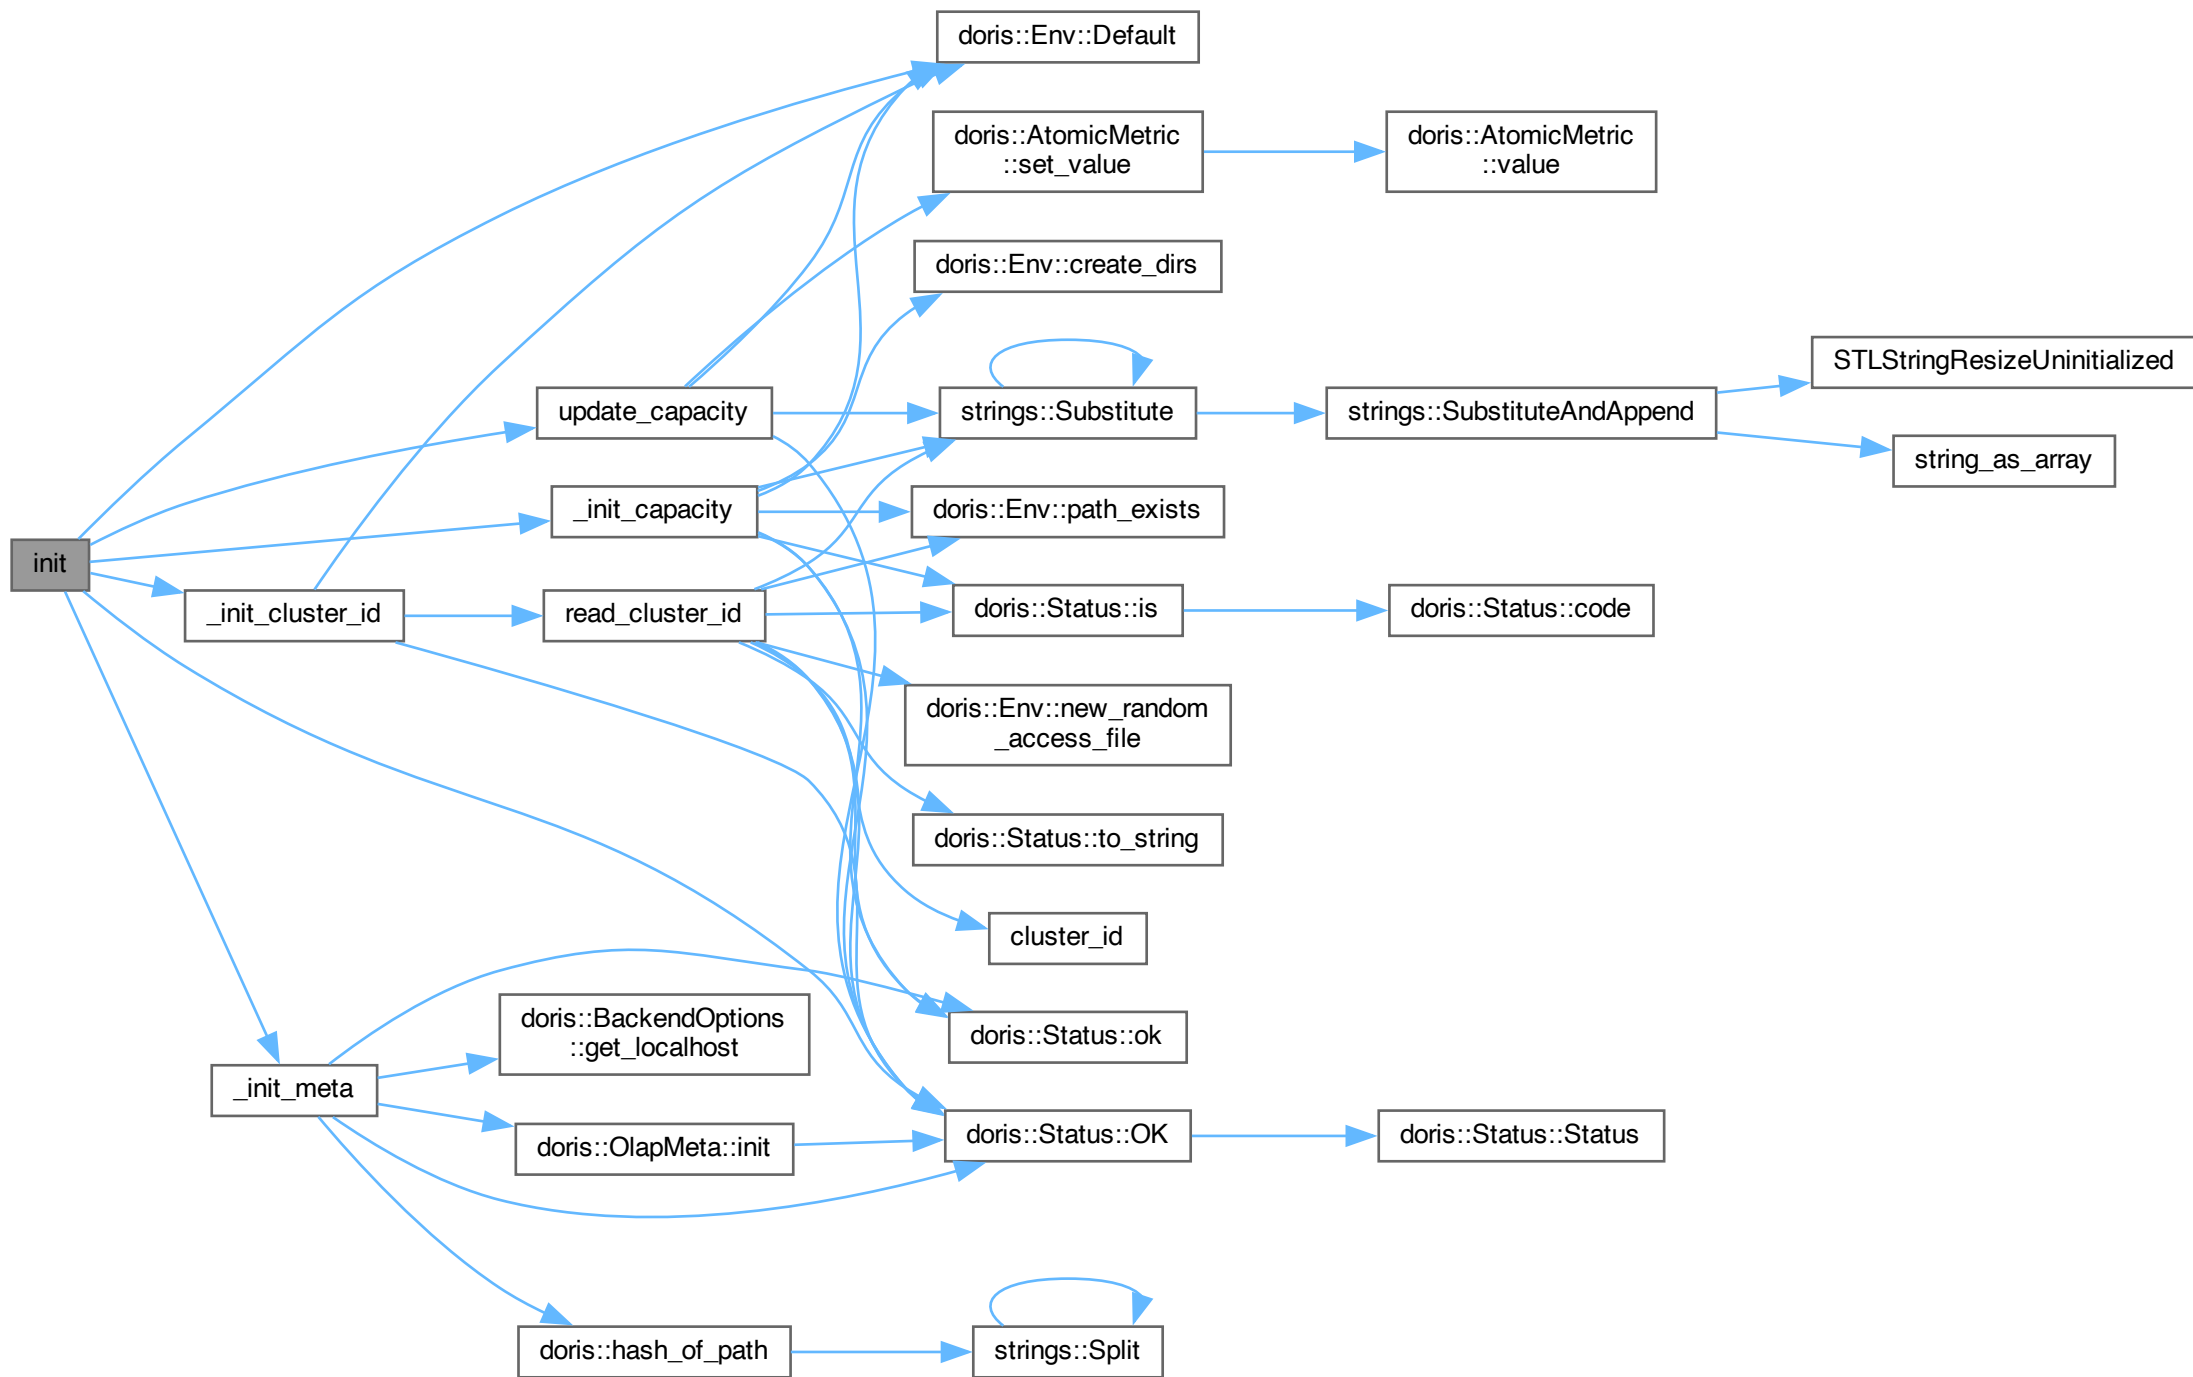 doris::Env::Default
doris::AtomicMetric
::set_value
doris::AtomicMetric
::value
doris::Env::create_dirs
STLStringResizeUninitialized
update_capacity
strings::Substitute
strings::SubstituteAndAppend
string_as_array
_init_capacity
doris::Env::path_exists
init
_init_cluster_id
read_cluster_id
doris::Status::is
doris::Status::code
doris::Env::new_random
_access_file
doris::Status::to_string
cluster_id
doris::BackendOptions
::get_localhost
doris::Status::ok
_init_meta
doris::OlapMeta::init
doris::Status::OK
doris::Status::Status
doris::hash_of_path
strings::Split